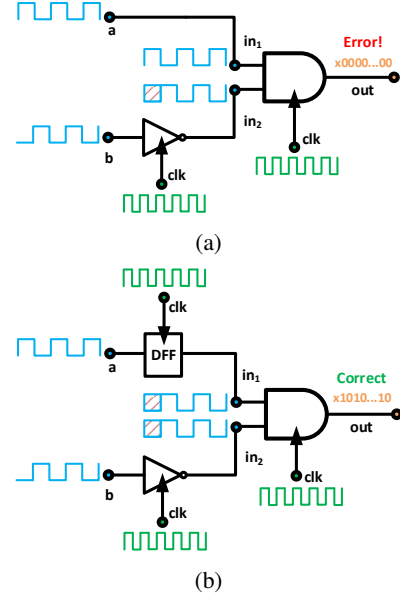 a
in₁
Error!
x0000...00
out
in₂
b
clk
clk
(a)
clk
DFF
a
in₁
Correct
x1010...10
out
in₂
b
clk
clk
(b)